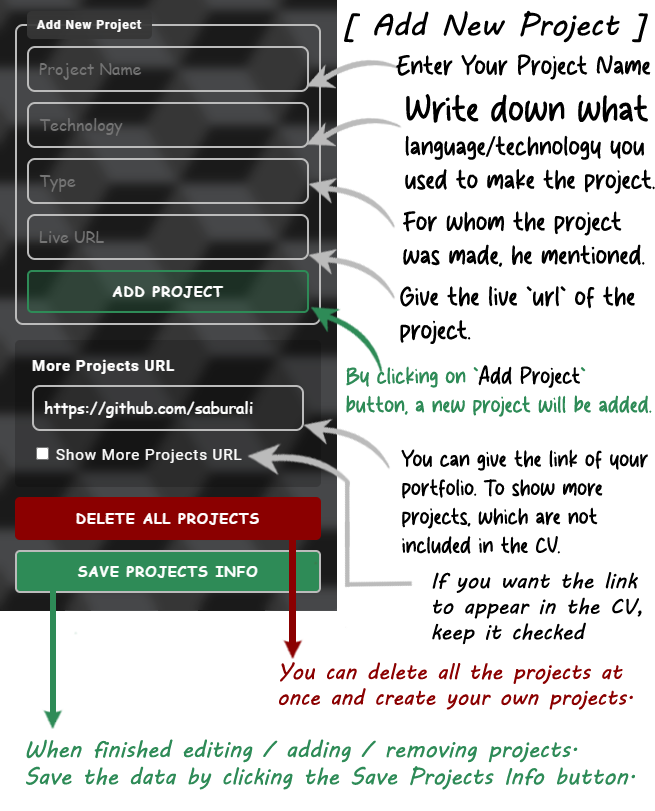 Add New Project
[ Add New Project ]
Project Name
Enter Your Project Name
Technology
Write down what
language/technology you
used to make the project.
Type
For whom the project
was made, he mentioned.
Live URL
Give the live `url` of the
project.
ADD PROJECT
By clicking on `Add Project`
button, a new project will be added.
More Projects URL
https://github.com/saburali
You can give the link of your
portfolio. To show more
projects, which are not
included in the CV.
Show More Projects URL
If you want the link
to appear in the CV,
keep it checked
DELETE ALL PROJECTS
You can delete all the projects at
once and create your own projects.
SAVE PROJECTS INFO
When finished editing / adding / removing projects.
Save the data by clicking the Save Projects Info button.